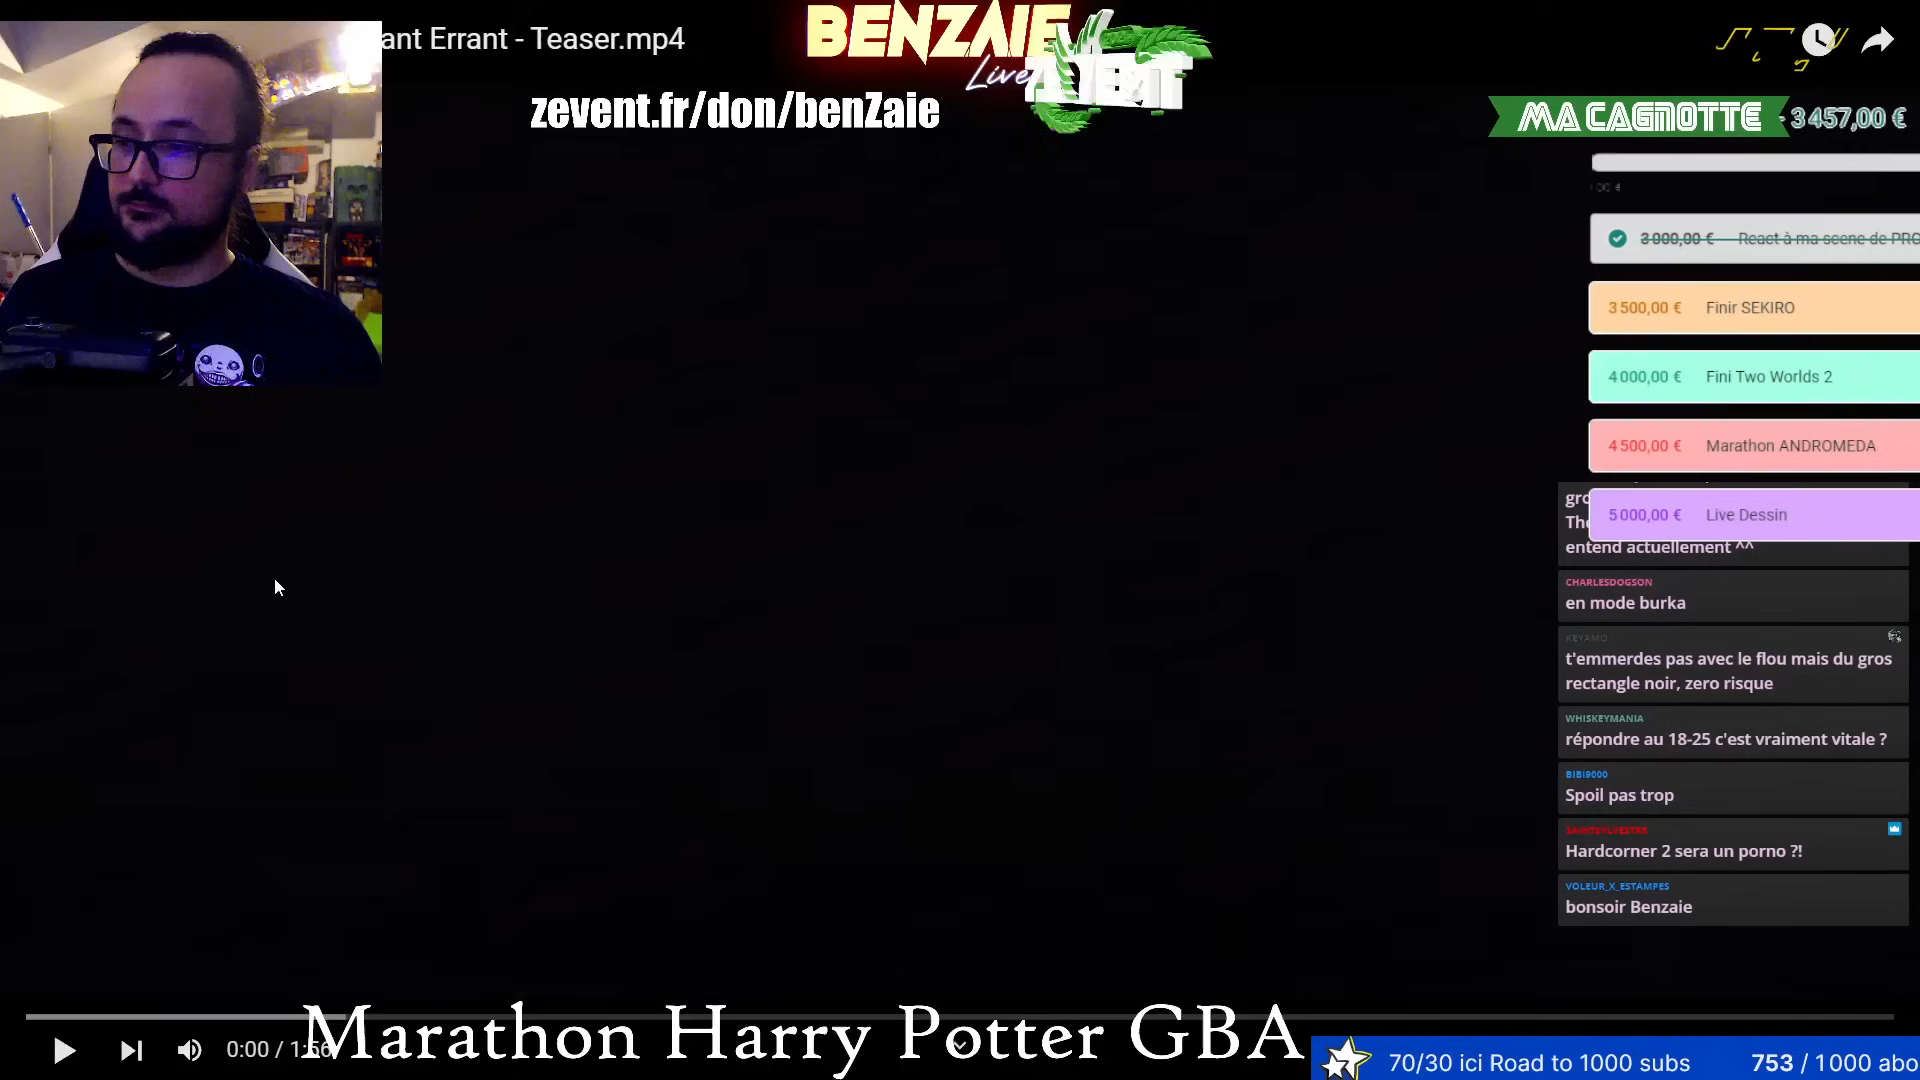 ant Errant - Teaser.mp4
BENZAIE
Live
ZEVENT
zevent.fr/don/benZaie
MA CAGNOTTE
- 3 457,00 €
3 000,00 € React à ma scene de PRO
3 500,00 € Finir SEKIRO
4 000,00 € Fini Two Worlds 2
4 500,00 € Marathon ANDROMEDA
5 000,00 € Live Dessin
entend actuellement ^^
CHARLESDOGSON
en mode burka
KEYAMO
t'emmerdes pas avec le flou mais du gros
rectangle noir, zero risque
WHISKEYMANIA
répondre au 18-25 c'est vraiment vitale ?
BIBI9000
Spoil pas trop
SAINTSYLVESTRE
Hardcorner 2 sera un porno ?!
VOLEUR_X_ESTAMPES
bonsoir Benzaie
0:00 / 1:56
Marathon Harry Potter GBA
70/30 ici Road to 1000 subs
753 / 1000 abo